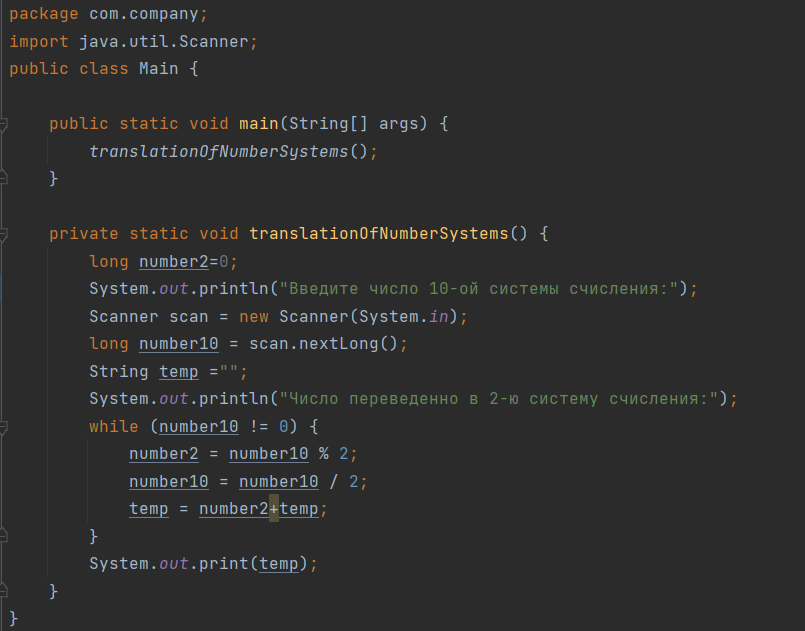 package com.company;
import java.util.Scanner;
public class Main {
public static void main(String[] args) {
translationOfNumberSystems();
}
private static void translationOfNumberSystems() {
long number2=0;
System.out.println("Введите число 10-ой системы счисления:");
Scanner scan = new Scanner(System.in);
long number10 = scan.nextLong();
String temp ="";
System.out.println("Число переведенно в 2-ю систему счисления:");
while (number10 != 0) {
number2 = number10 % 2;
number10 = number10 / 2;
temp = number2+temp;
}
System.out.print(temp);
}
}